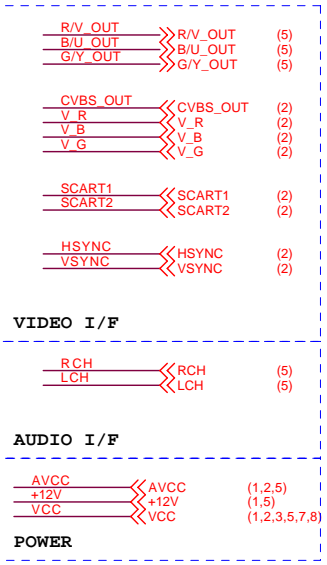 R/V_OUT R/V_OUT (5)
B/U_OUT B/U_OUT (5)
G/Y_OUT G/Y_OUT (5)
CVBS_OUT CVBS_OUT (2)
V_R V_R (2)
V_B V_B (2)
V_G V_G (2)
SCART1 SCART1 (2)
SCART2 SCART2 (2)
HSYNC HSYNC (2)
VSYNC VSYNC (2)
VIDEO I/F
RCH RCH (5)
LCH LCH (5)
AUDIO I/F
AVCC AVCC (1,2,5)
+12V +12V (1,5)
VCC VCC (1,2,3,5,7,8)
POWER